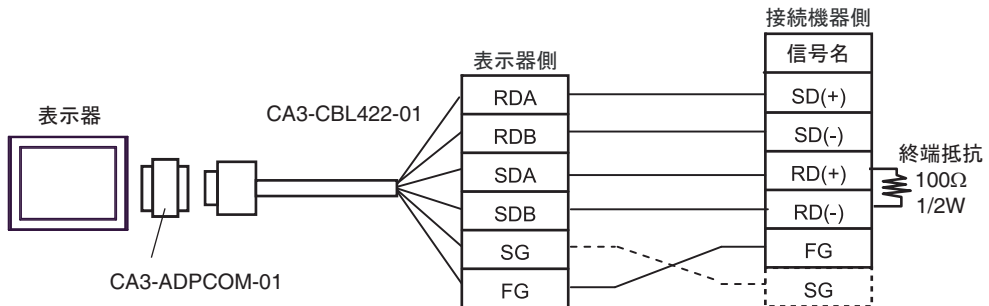 接続機器側
信号名
表示器側
表示器
CA3-CBL422-01
RDA
SD(+)
RDB
SD(-)
SDA
RD(+)
SDB
RD(-)
SG
FG
FG
SG
終端抵抗
100Ω
1/2W
CA3-ADPCOM-01